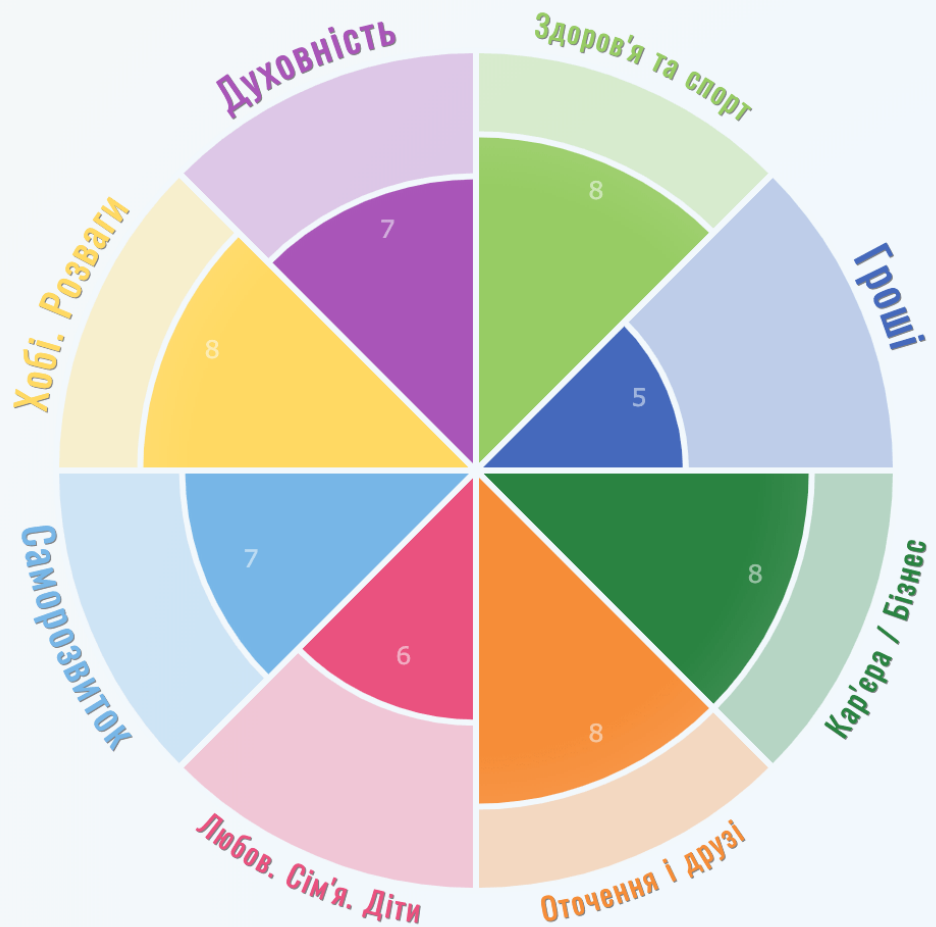 Здоров'я та спорт
8
Гроші
5
Кар'єра / Бізнес
8
Оточення і друзі
8
Любов. Сім'я. Діти
6
Саморозвиток
7
Хобі. Розваги
8
Духовність
7